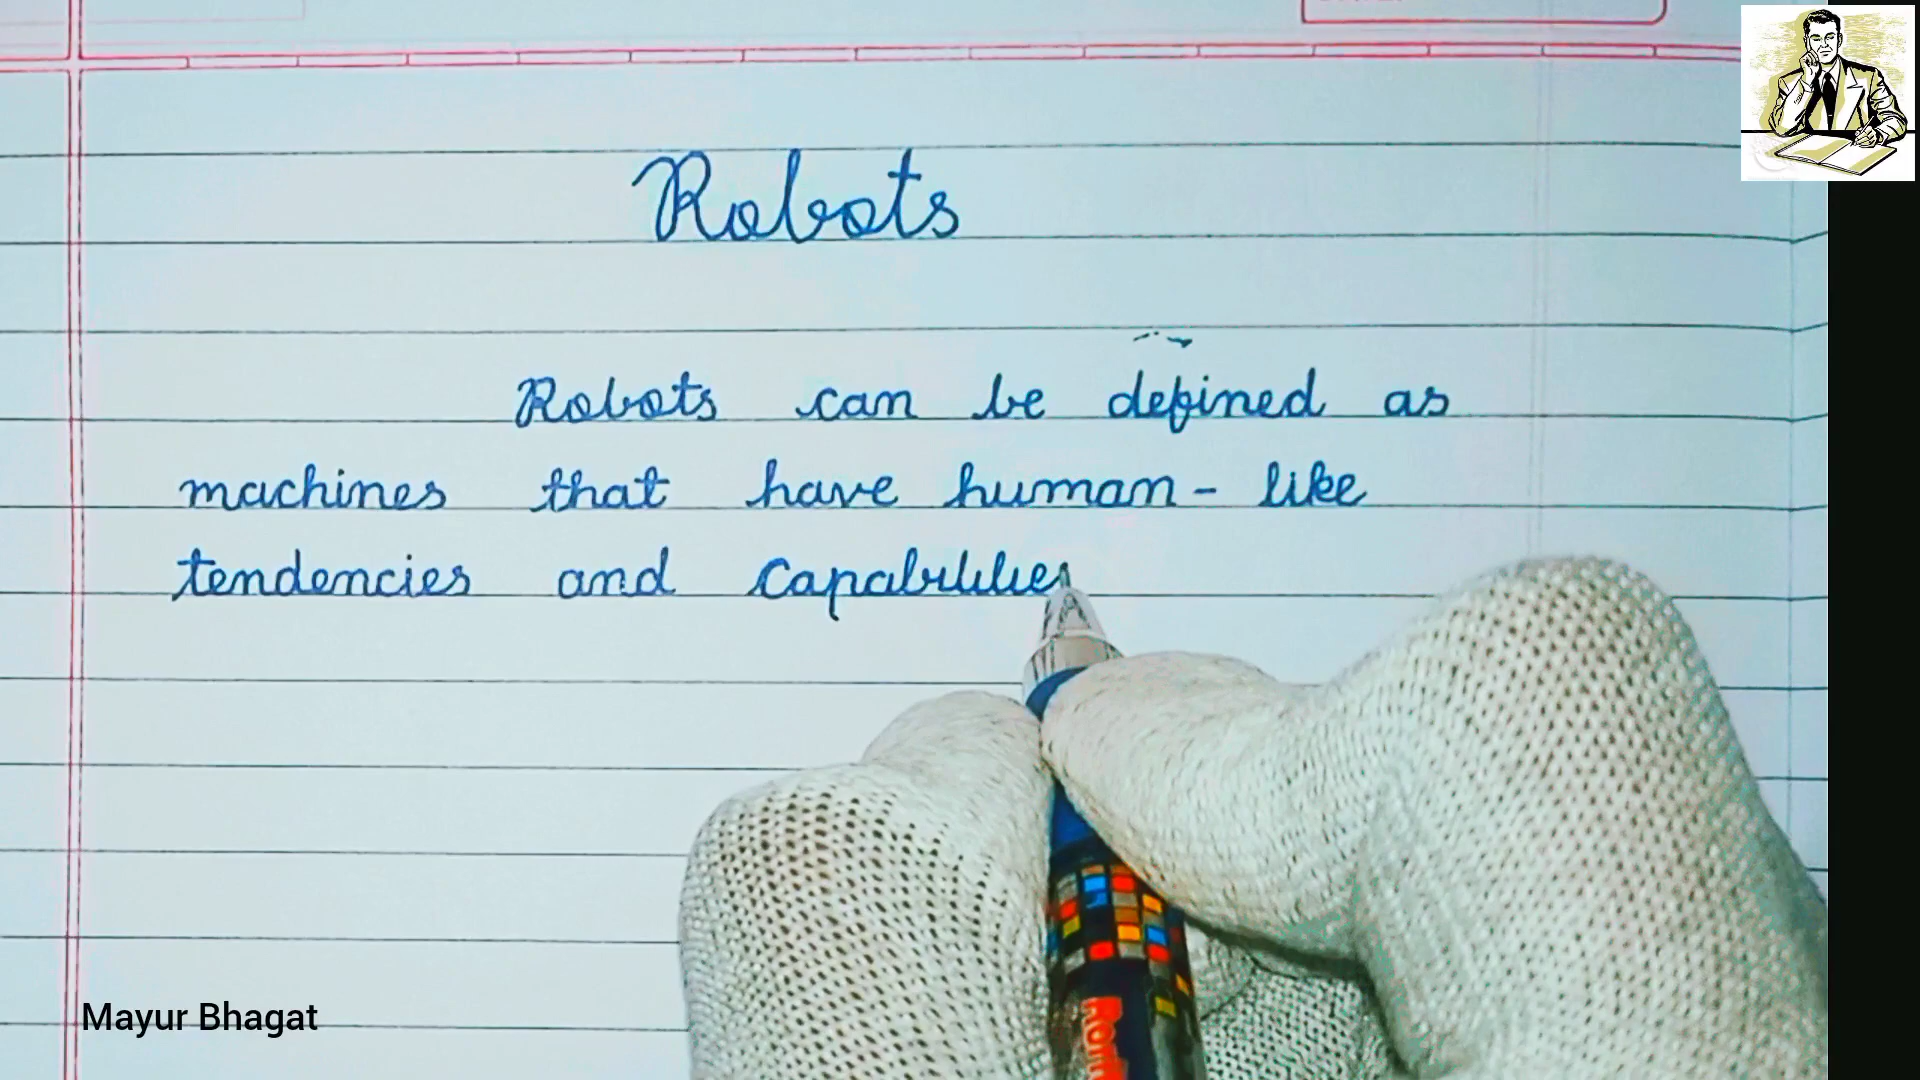 Robots
Robots can be defined as
machines that have human - like
tendencies and capabilities
Mayur Bhagat